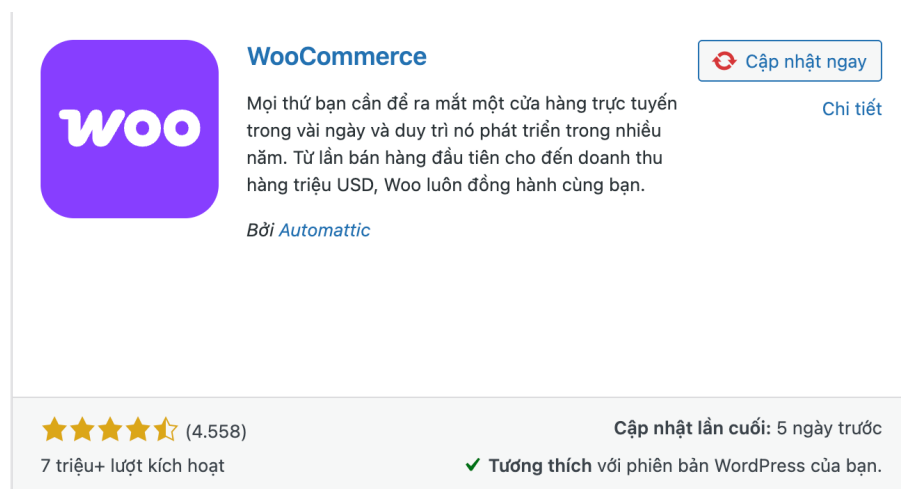 woo
WooCommerce
Cập nhật ngay
Chi tiết
Mọi thứ bạn cần để ra mắt một cửa hàng trực tuyến
trong vài ngày và duy trì nó phát triển trong nhiều
năm. Từ lần bán hàng đầu tiên cho đến doanh thu
hàng triệu USD, Woo luôn đồng hành cùng bạn.
Bởi Automattic
(4.558)
7 triệu+ lượt kích hoạt
Cập nhật lần cuối: 5 ngày trước
Tương thích với phiên bản WordPress của bạn.